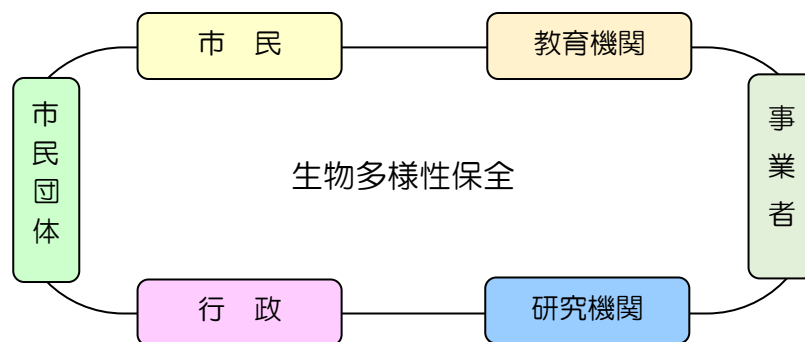 市　民
教育機関
市民団体
事業者
生物多様性保全
行　政
研究機関